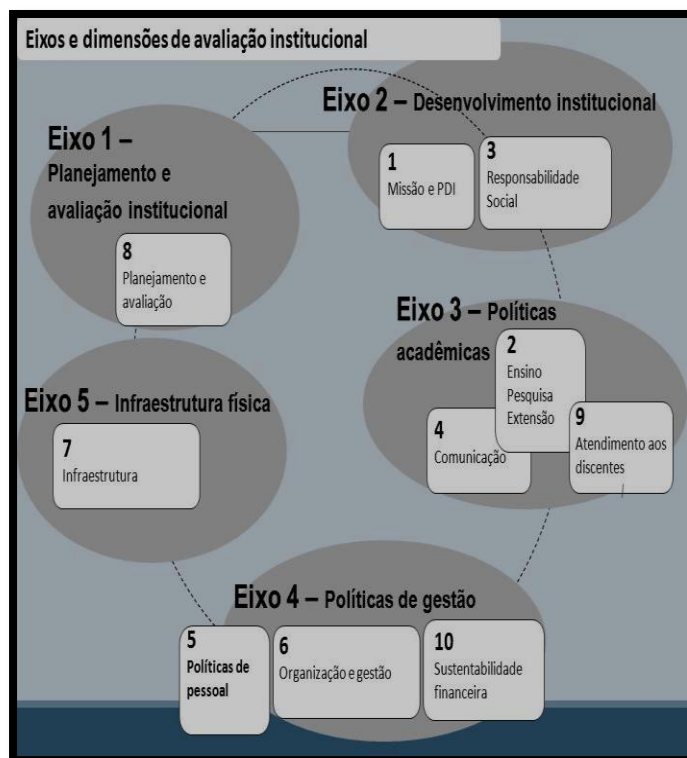 Eixos e dimensões de avaliação institucional
Eixo 1 –
Planejamento e
avaliação institucional
8
Planejamento e
avaliação
Eixo 2 – Desenvolvimento institucional
1
Missão e PDI
3
Responsabilidade
Social
Eixo 3 – Políticas
acadêmicas
2
Ensino
Pesquisa
Extensão
4
Comunicação
9
Atendimento aos
discentes
Eixo 4 – Políticas de gestão
5
Políticas de
pessoal
6
Organização e gestão
10
Sustentabilidade
financeira
Eixo 5 – Infraestrutura física
7
Infraestrutura